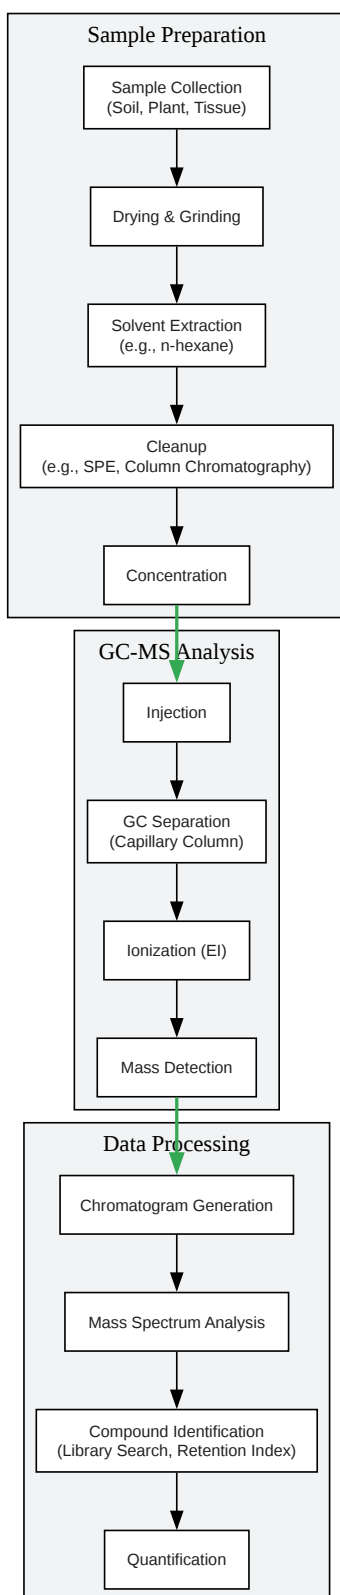 Sample Preparation
Sample Collection
(Soil, Plant, Tissue)
Drying & Grinding
Solvent Extraction
(e.g., n-hexane)
Cleanup
(e.g., SPE, Column Chromatography)
Concentration
GC-MS Analysis
Injection
GC Separation
(Capillary Column)
Ionization (EI)
Mass Detection
Data Processing
Chromatogram Generation
Mass Spectrum Analysis
Compound Identification
(Library Search, Retention Index)
Quantification